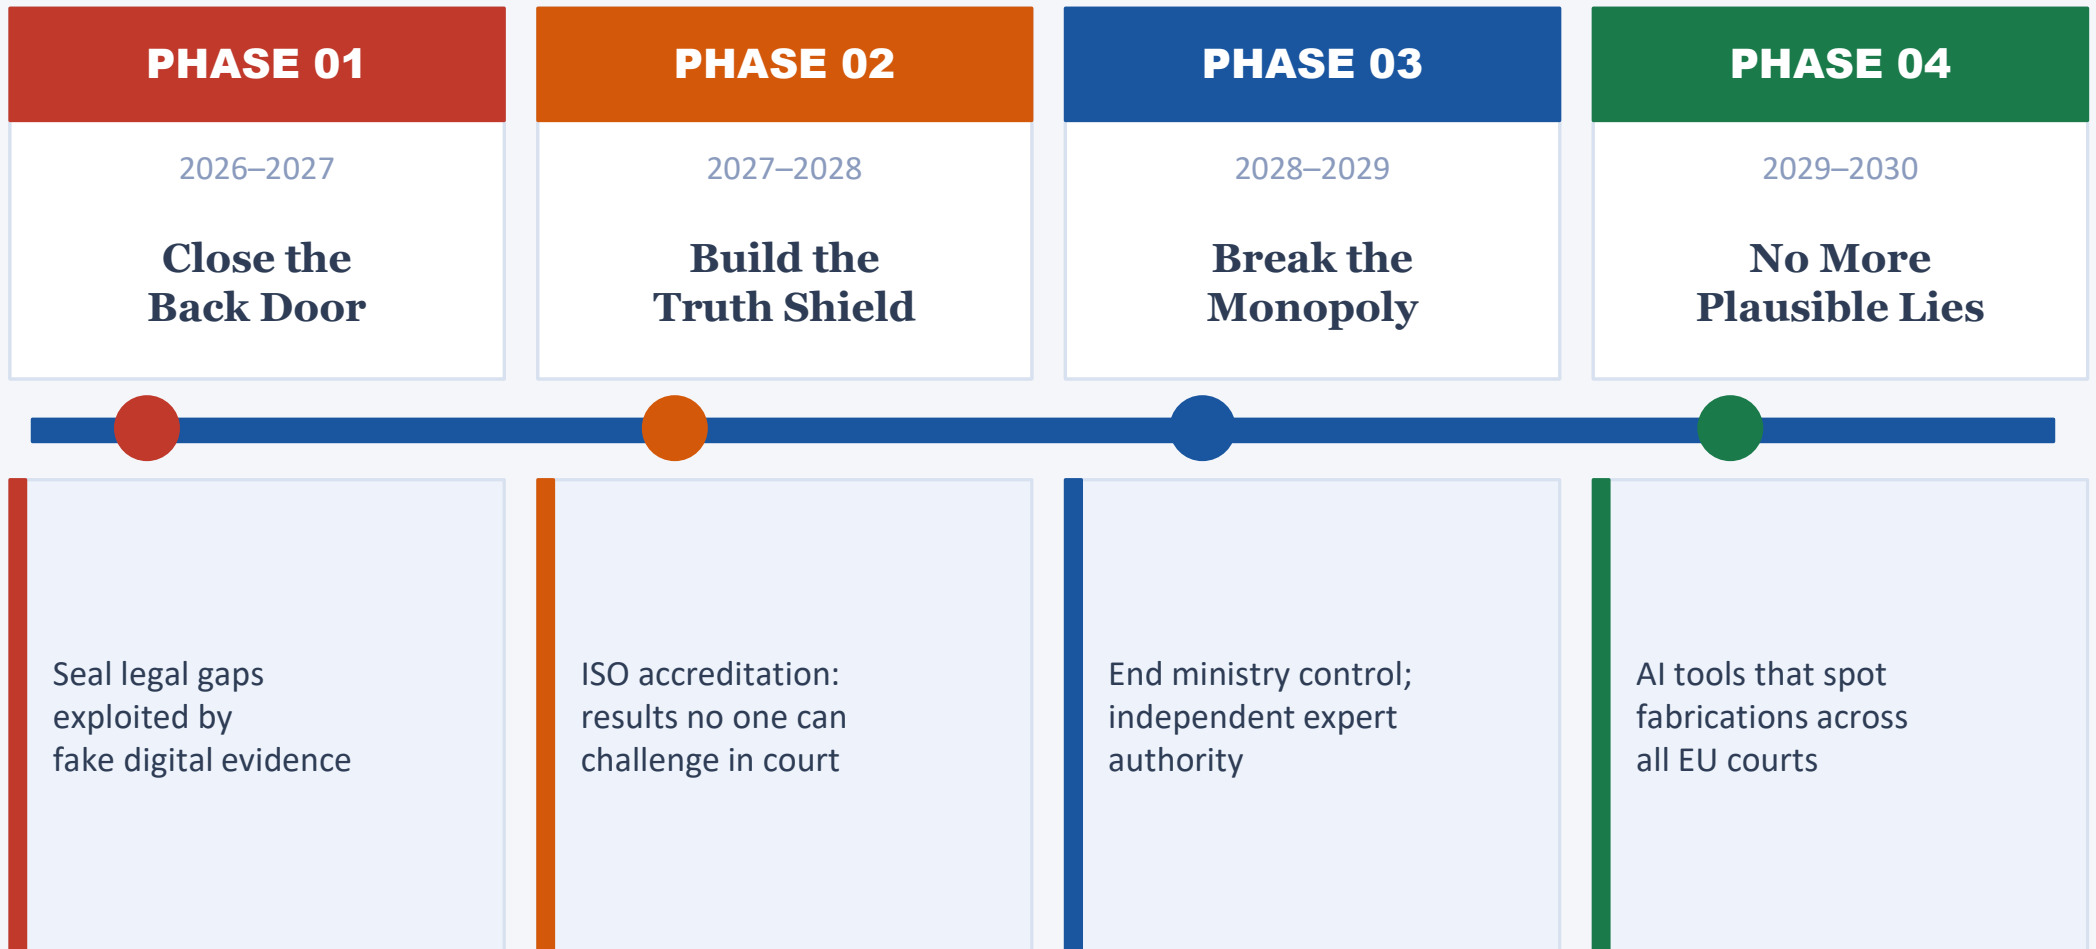 PHASE 01
2026–2027
Close the
Back Door
Seal legal gaps
exploited by
fake digital evidence
PHASE 02
2027–2028
Build the
Truth Shield
ISO accreditation:
results no one can
challenge in court
PHASE 03
2028–2029
Break the
Monopoly
End ministry control;
independent expert
authority
PHASE 04
2029–2030
No More
Plausible Lies
AI tools that spot
fabrications across
all EU courts